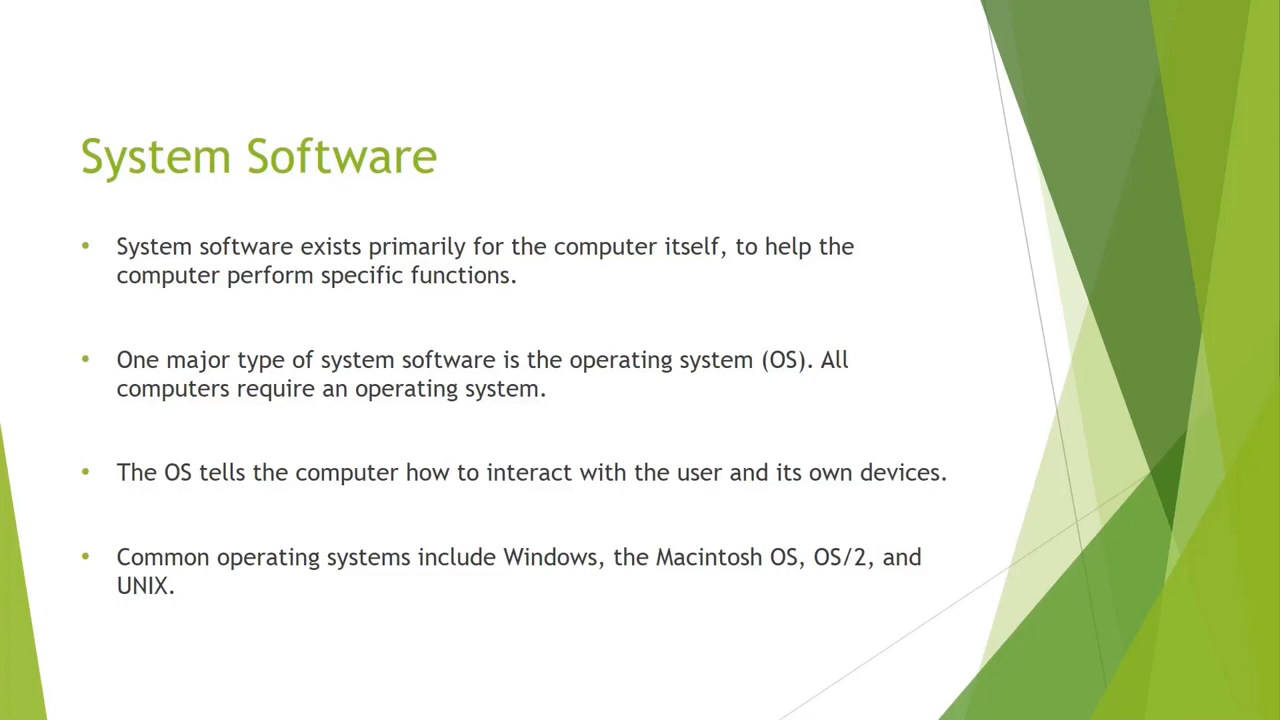 System Software
• System software exists primarily for the computer itself, to help the
computer perform specific functions.
• One major type of system software is the operating system (OS). All
computers require an operating system.
• The OS tells the computer how to interact with the user and its own devices.
• Common operating systems include Windows, the Macintosh OS, OS/2, and
UNIX.